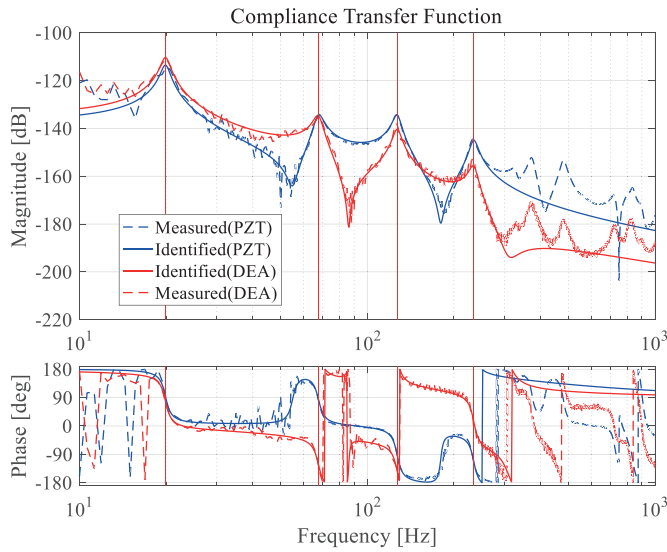 Compliance Transfer Function
Magnitude [dB]
-100
-120
-140
-160
-180
-200
-220
Measured(PZT)
Identified(PZT)
Identified(DEA)
Measured(DEA)
10^1
10^2
10^3
Phase [deg]
180
90
0
-90
-180
10^1
10^2
10^3
Frequency [Hz]